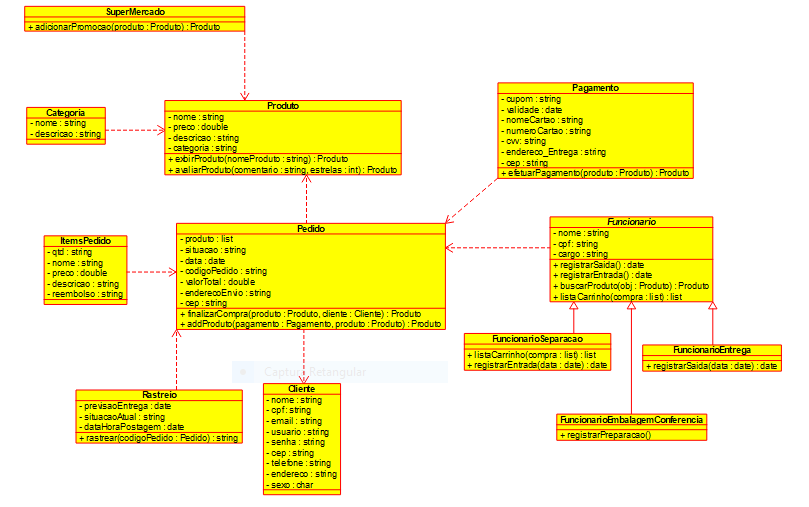 SuperMercado
+ adicionarPromocao(produto : Produto) : Produto
Categoria
- nome : string
- descricao : string
Produto
- nome : string
- preco : double
- descricao : string
- categoria : string
+ exbirProduto(nomeProduto : string) : Produto
+ avaliarProduto(comentario : string, estrelas : int) : Produto
Pagamento
- cupom : string
- validade : date
- nomeCartao : string
- numeroCartao : string
- cvv : string
- endereco_Entrega : string
- cep : string
+ efetuarPagamento(produto : Produto) : Produto
ItemsPedido
- qtd : string
- nome : string
- preco : double
- descricao : string
- reembolso : string
Pedido
- produto : list
- situacao : string
- data : date
- codigoPedido : string
- valorTotal : double
- enderecoEnvio : string
- cep : string
+ finalizarCompra(produto : Produto, cliente : Cliente) : Produto
+ addProduto(pagamento : Pagamento, produto : Produto) : Produto
Funcionario
- nome : string
- cpf : string
- cargo : string
+ registrarSaida() : date
+ registrarEntrada() : date
+ buscarProduto(obj : Produto) : Produto
+ listaCarrinho(compra : list) : list
FuncionarioSeparacao
+ listaCarrinho(compra : list) : list
+ registrarEntrada(data : date) : date
FuncionarioEntrega
+ registrarSaida(data : date) : date
Captura Retangular
Rastreio
- previsaoEntrega : date
- situacaoAtual : string
- dataHoraPostagem : date
+ rastrear(codigoPedido : Pedido) : string
Cliente
- nome : string
- cpf : string
- email : string
- usuario : string
- senha : string
- cep : string
- telefone : string
- endereco : string
- sexo : char
FuncionarioEmbalagemConferencia
+ registrarPreparacao()